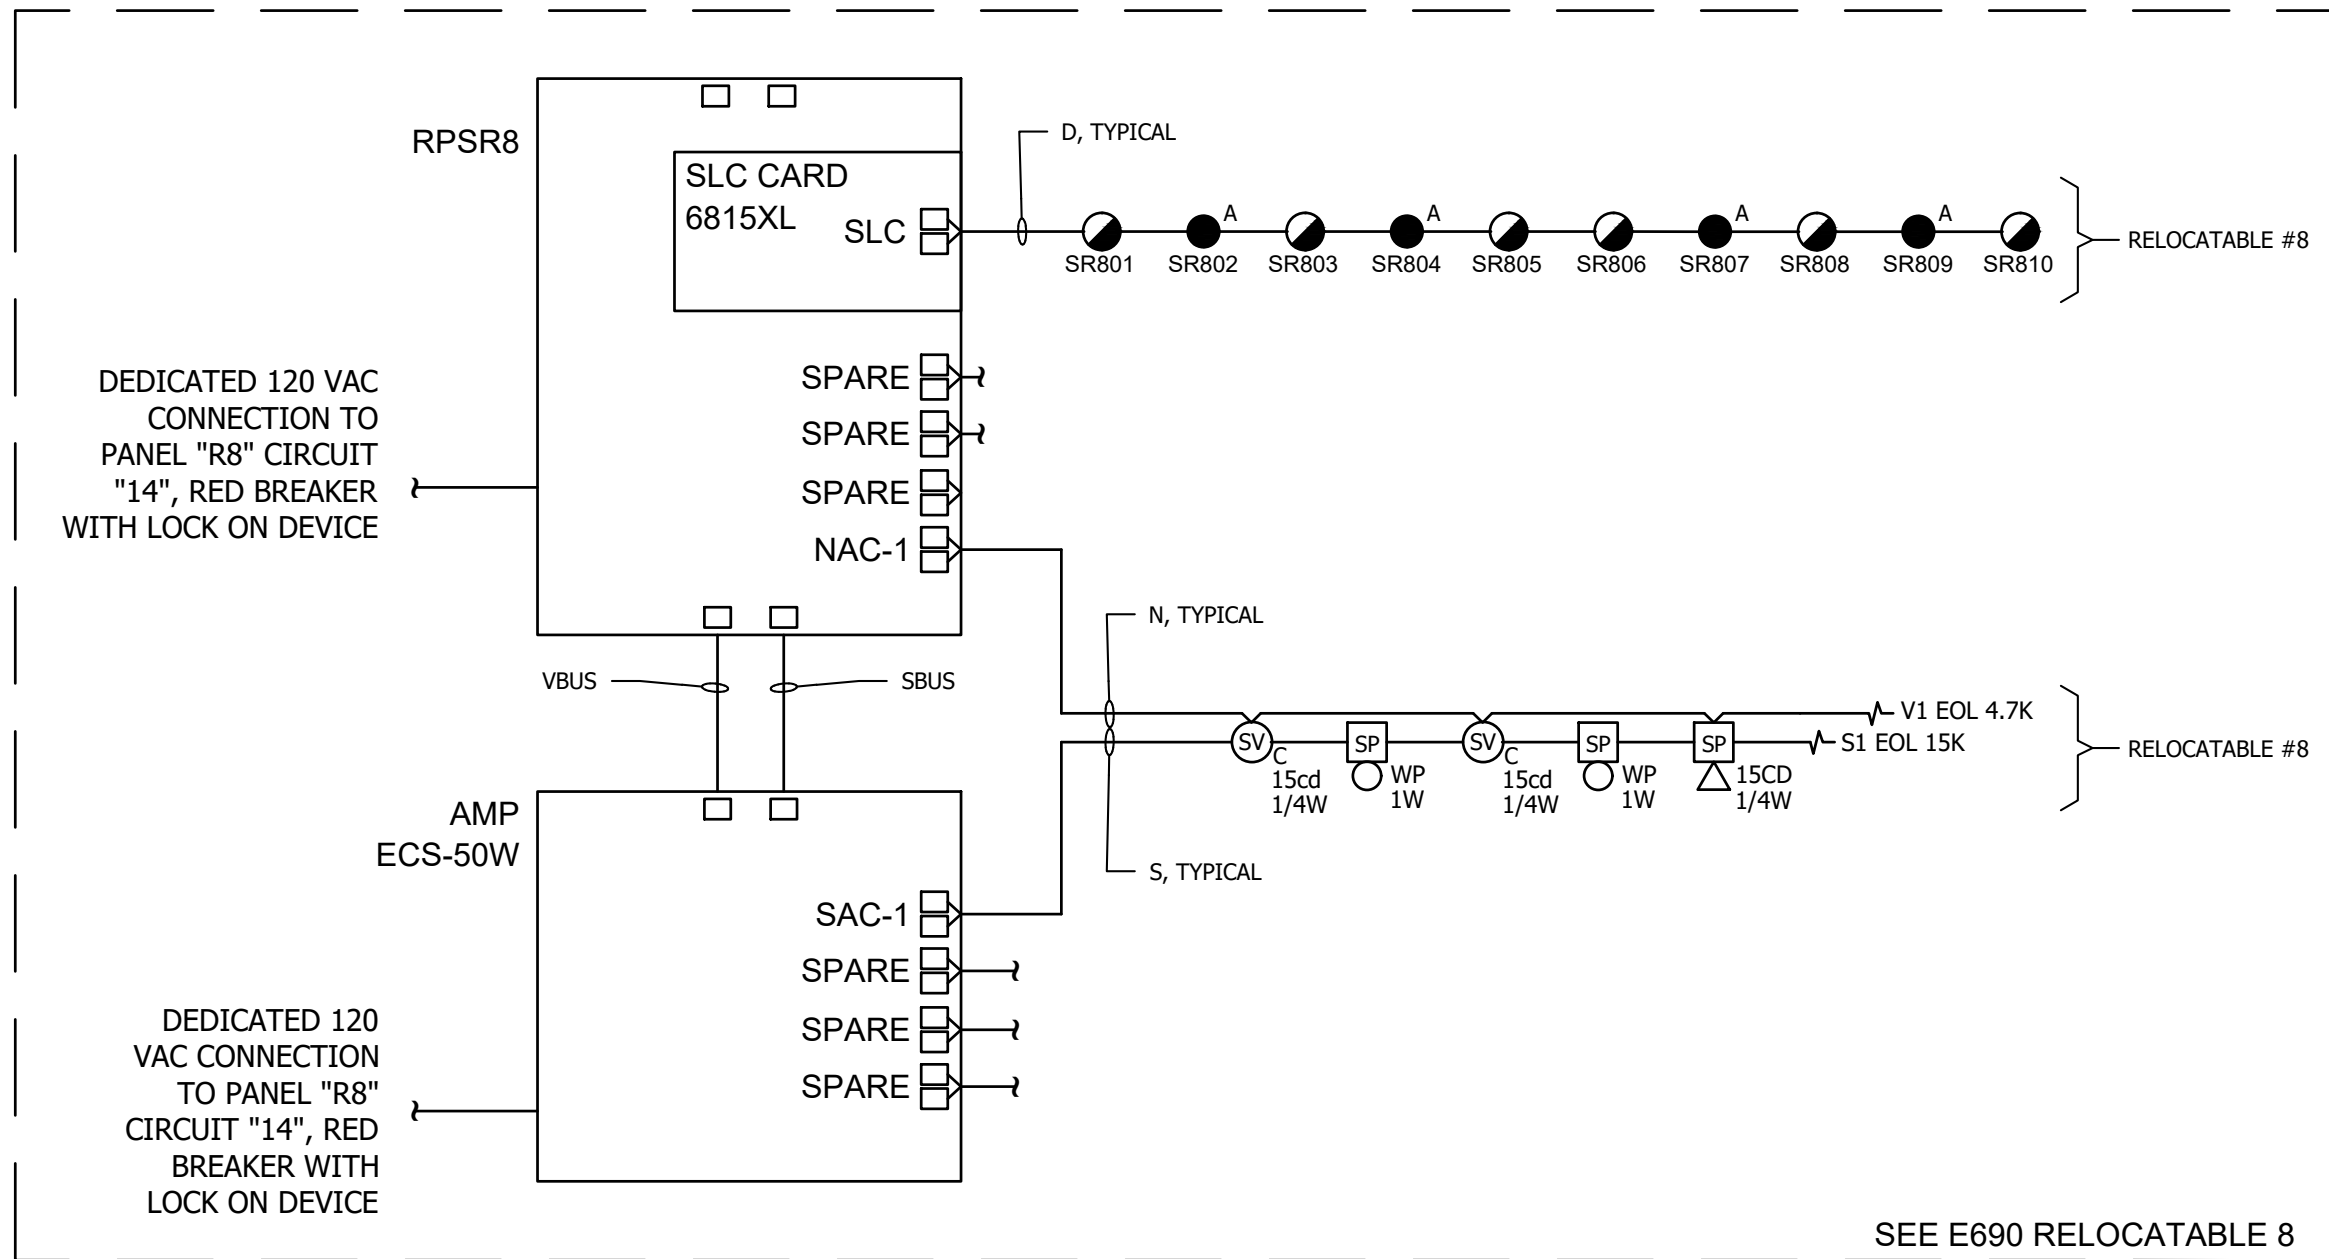 RPSR8
SLC CARD
6815XL
SLC
D, TYPICAL
A
A
A
A
SR801
SR802
SR803
SR804
SR805
SR806
SR807
SR808
SR809
SR810
RELOCATABLE #8
DEDICATED 120 VAC
CONNECTION TO
PANEL "R8" CIRCUIT
"14", RED BREAKER
WITH LOCK ON DEVICE
SPARE
SPARE
SPARE
NAC-1
N, TYPICAL
VBUS
SBUS
V1 EOL 4.7K
S1 EOL 15K
SV
C
15cd
1/4W
SP
WP
1W
SV
C
15cd
1/4W
SP
WP
1W
SP
15CD
1/4W
RELOCATABLE #8
S, TYPICAL
AMP
ECS-50W
SAC-1
SPARE
SPARE
SPARE
DEDICATED 120
VAC CONNECTION
TO PANEL "R8"
CIRCUIT "14", RED
BREAKER WITH
LOCK ON DEVICE
SEE E690 RELOCATABLE 8